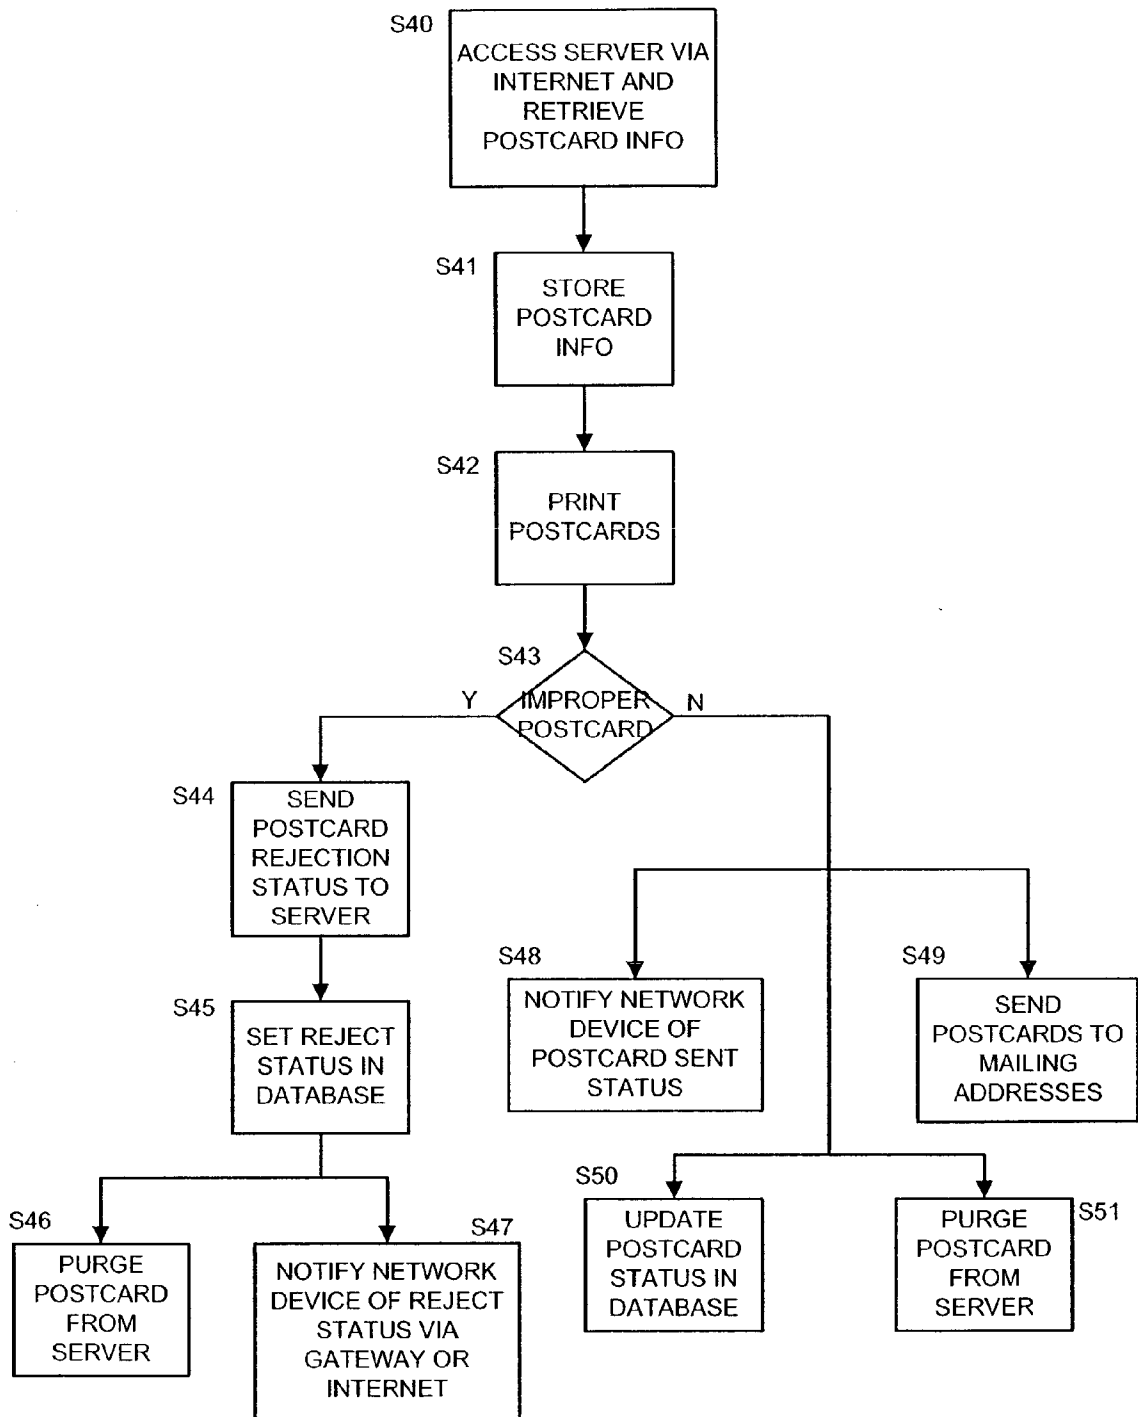 S40
ACCESS SERVER VIA
INTERNET AND
RETRIEVE
POSTCARD INFO
S41
STORE
POSTCARD
INFO
S42
PRINT
POSTCARDS
S43
IMPROPER
POSTCARD
Y
N
S44
SEND
POSTCARD
REJECTION
STATUS TO
SERVER
S45
SET REJECT
STATUS IN
DATABASE
S46
PURGE
POSTCARD
FROM
SERVER
S47
NOTIFY NETWORK
DEVICE OF REJECT
STATUS VIA
GATEWAY OR
INTERNET
S48
NOTIFY NETWORK
DEVICE OF
POSTCARD SENT
STATUS
S49
SEND
POSTCARDS TO
MAILING
ADDRESSES
S50
UPDATE
POSTCARD
STATUS IN
DATABASE
S51
PURGE
POSTCARD
FROM
SERVER